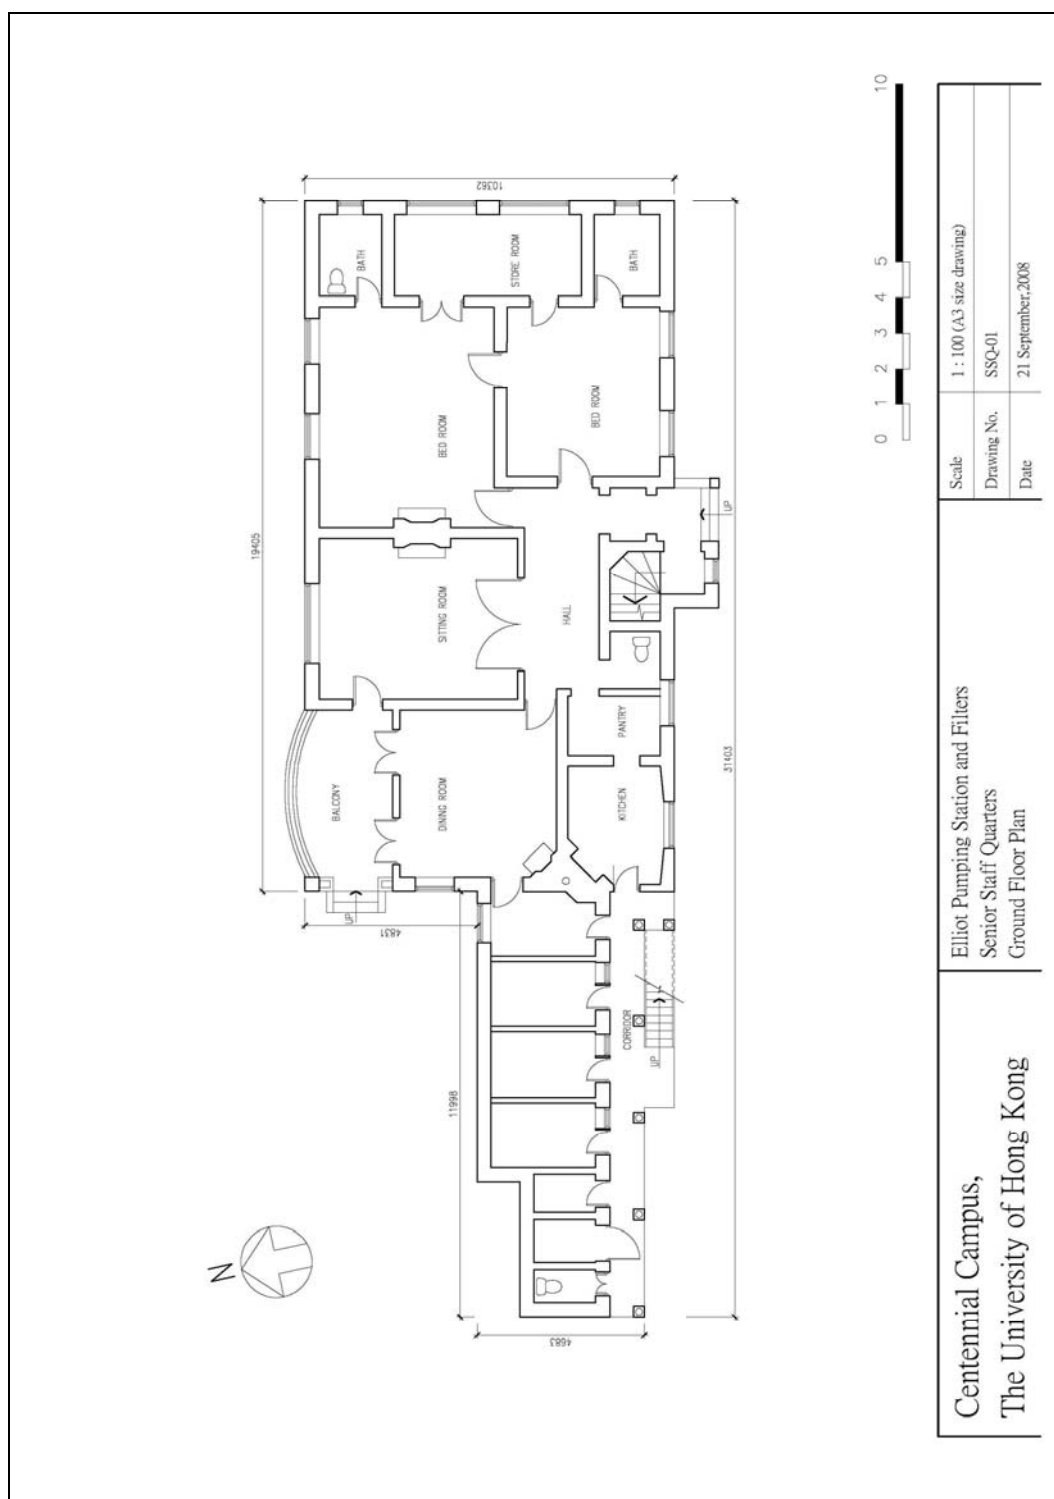 10362
19405
BATH
STORE ROOM
BATH
BED ROOM
BED ROOM
SITTING ROOM
HALL
UP
BALCONY
DINING ROOM
PANTRY
KITCHEN
31403
UP
4831
11998
CORRIDOR
UP
4683
N
0 1 2 3 4 5 10
Centennial Campus,
The University of Hong Kong
Elliot Pumping Station and Filters
Senior Staff Quarters
Ground Floor Plan
Scale 1 : 100 (A3 size drawing)
Drawing No. SSQ-01
Date 21 September,2008